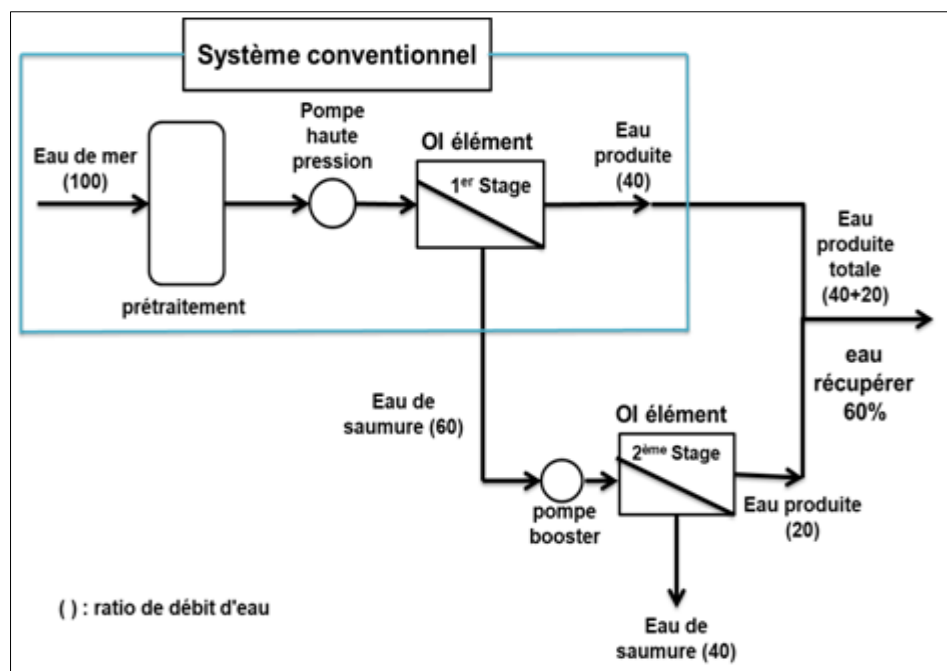 Système conventionnel
Eau de mer
(100)
prétraitement
Pompe
haute
pression
OI élément
1er Stage
Eau
produite
(40)
Eau
produite
totale
(40+20)
eau
récupérer
60%
Eau de
saumure (60)
pompe
booster
OI élément
2ème Stage
Eau produite
(20)
Eau de
saumure (40)
( ) : ratio de débit d'eau